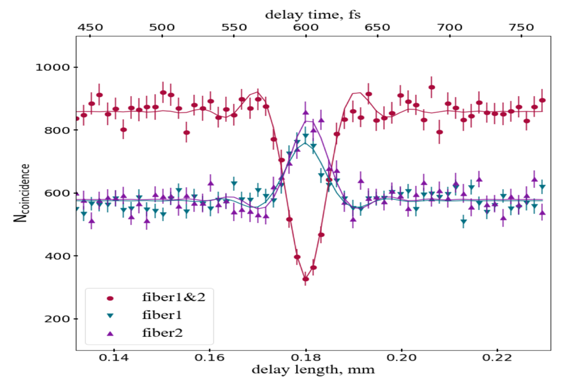 delay time, fs
450 500 550 600 650 700 750
1000
800
600
400
200
N_coincidence
fiber1&2
fiber1
fiber2
0.14 0.16 0.18 0.20 0.22
delay length, mm